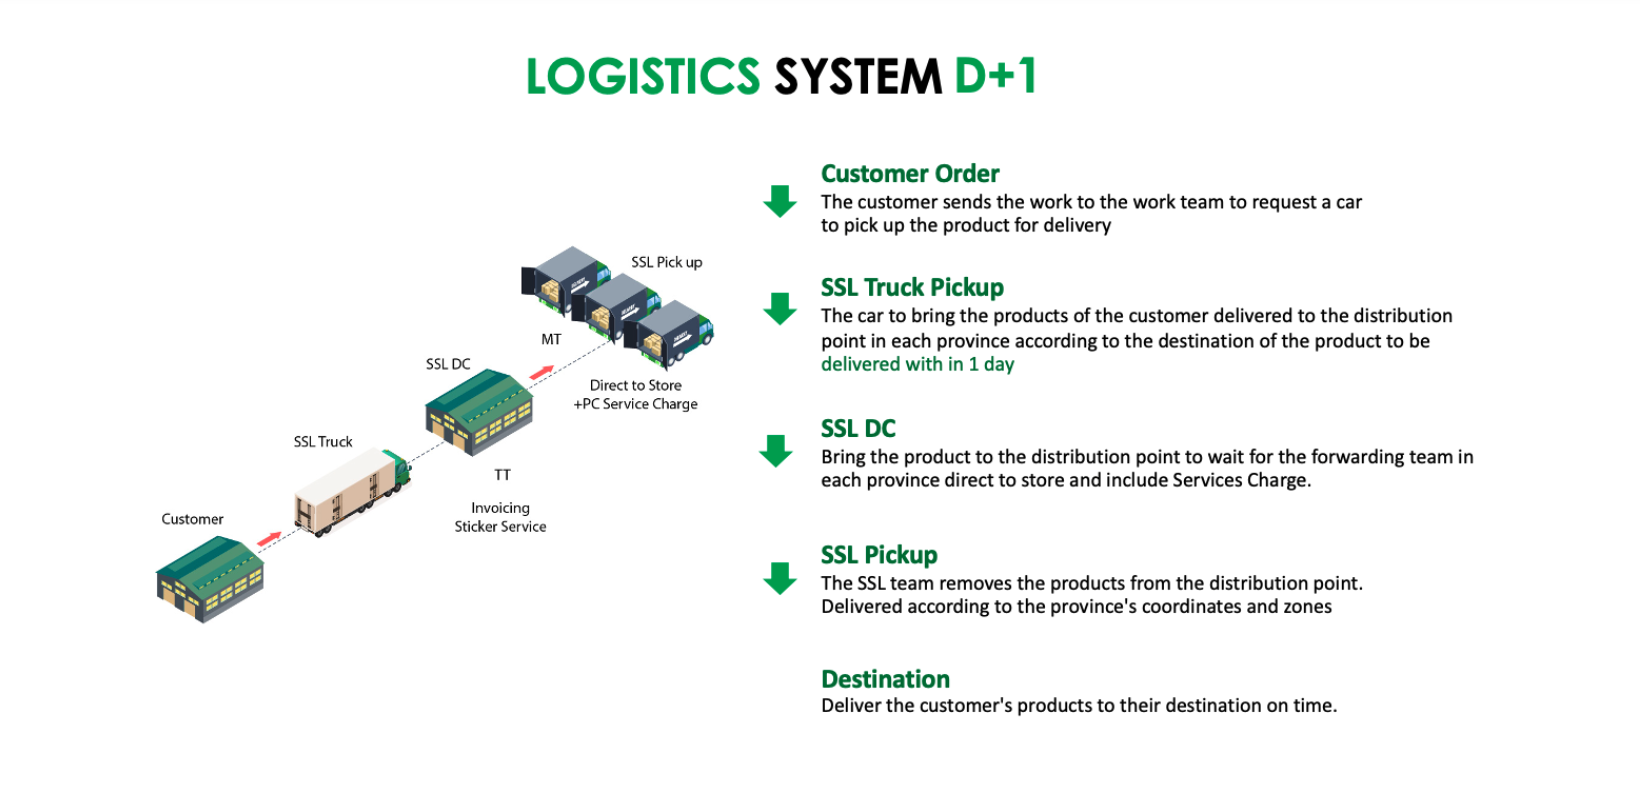 LOGISTICS SYSTEM D+1
Customer Order
The customer sends the work to the work team to request a car
to pick up the product for delivery
SSL Truck Pickup
The car to bring the products of the customer delivered to the distribution
point in each province according to the destination of the product to be
delivered with in 1 day
SSL DC
Bring the product to the distribution point to wait for the forwarding team in
each province direct to store and include Services Charge.
SSL Pickup
The SSL team removes the products from the distribution point.
Delivered according to the province's coordinates and zones
Destination
Deliver the customer's products to their destination on time.
SSL Pick up
MT
SSL DC
Direct to Store
+PC Service Charge
SSL Truck
TT
Invoicing
Sticker Service
Customer